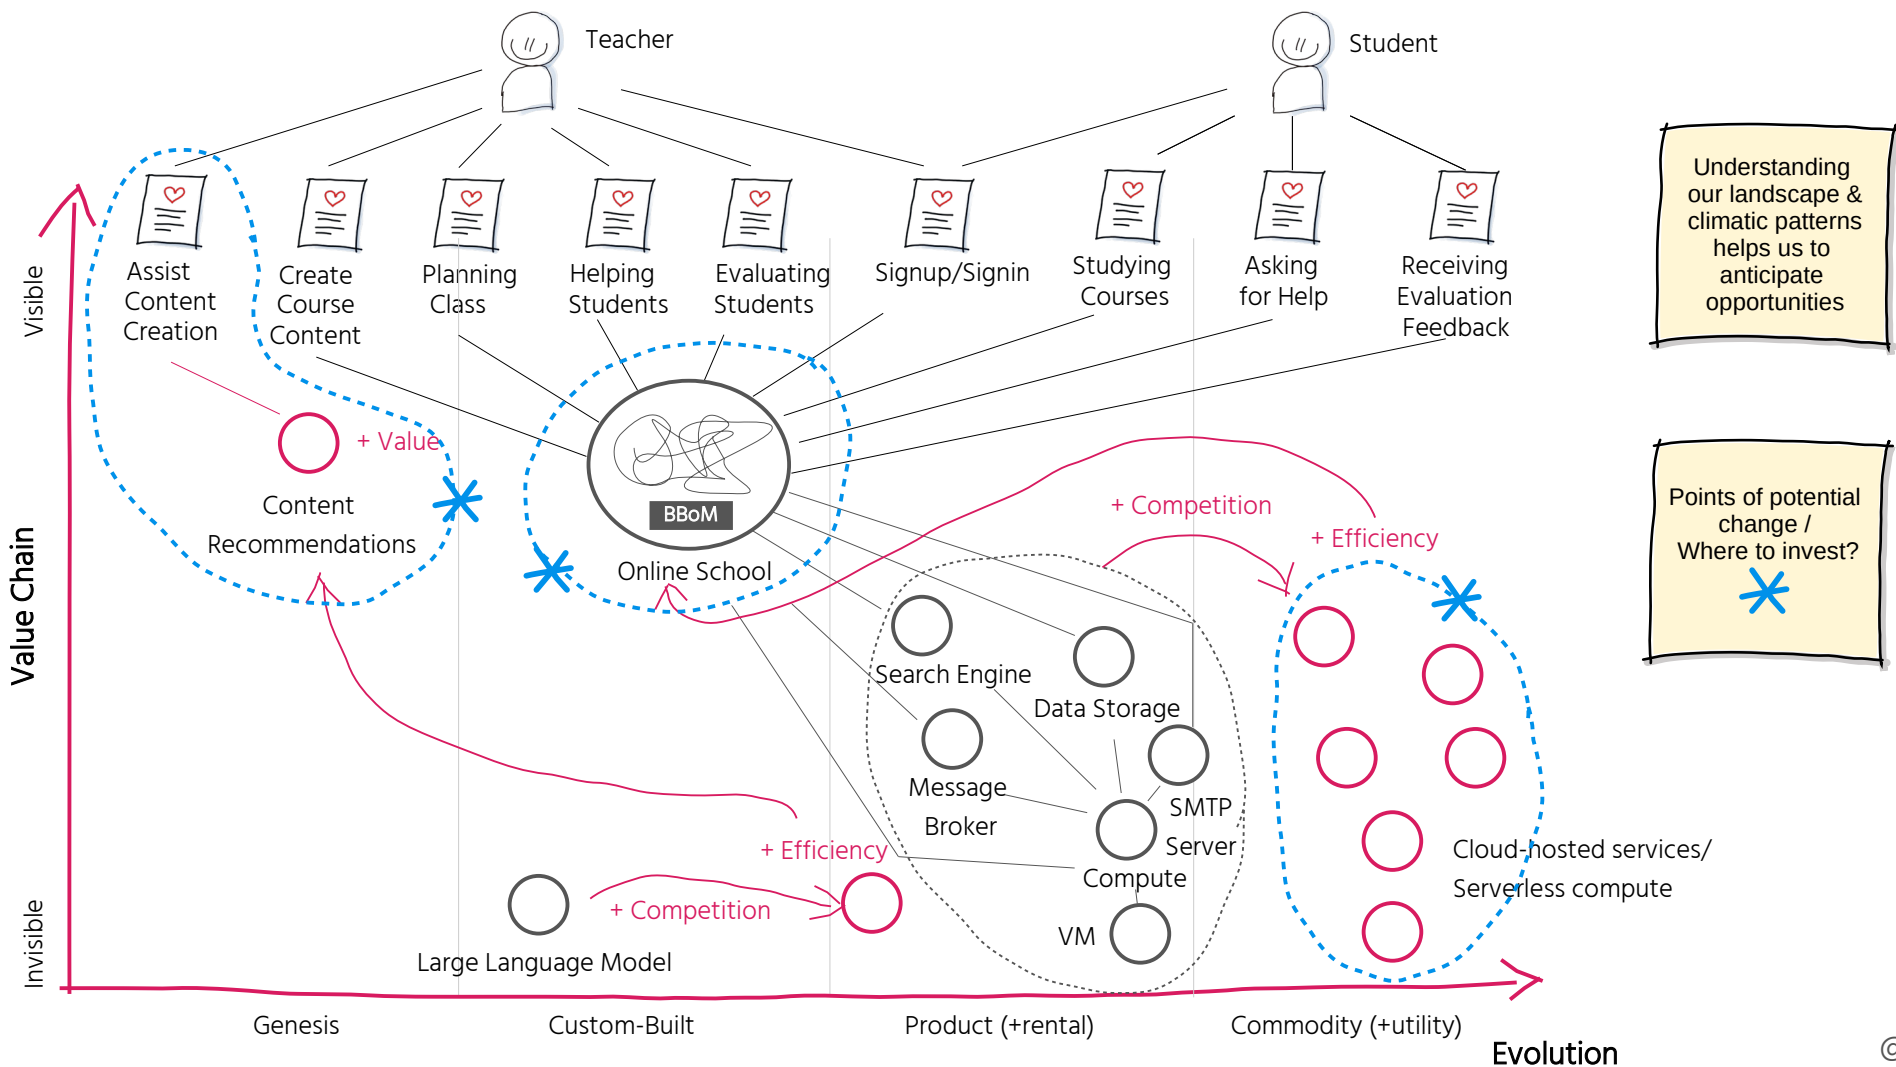 Teacher
Student
Understanding
our landscape &
climatic patterns
helps us to
anticipate
opportunities
Visible
Assist
Content
Creation
Create
Course
Content
Planning
Class
Helping
Students
Evaluating
Students
Signup/Signin
Studying
Courses
Asking
for Help
Receiving
Evaluation
Feedback
+ Value
Content
Recommendations
BBoM
Online School
+ Competition
+ Efficiency
Points of potential
change /
Where to invest?
Value Chain
Search Engine
Data Storage
Message
Broker
SMTP
Server
Compute
VM
Cloud-hosted services/
Serverless compute
+ Efficiency
+ Competition
Large Language Model
Invisible
Genesis
Custom-Built
Product (+rental)
Commodity (+utility)
Evolution